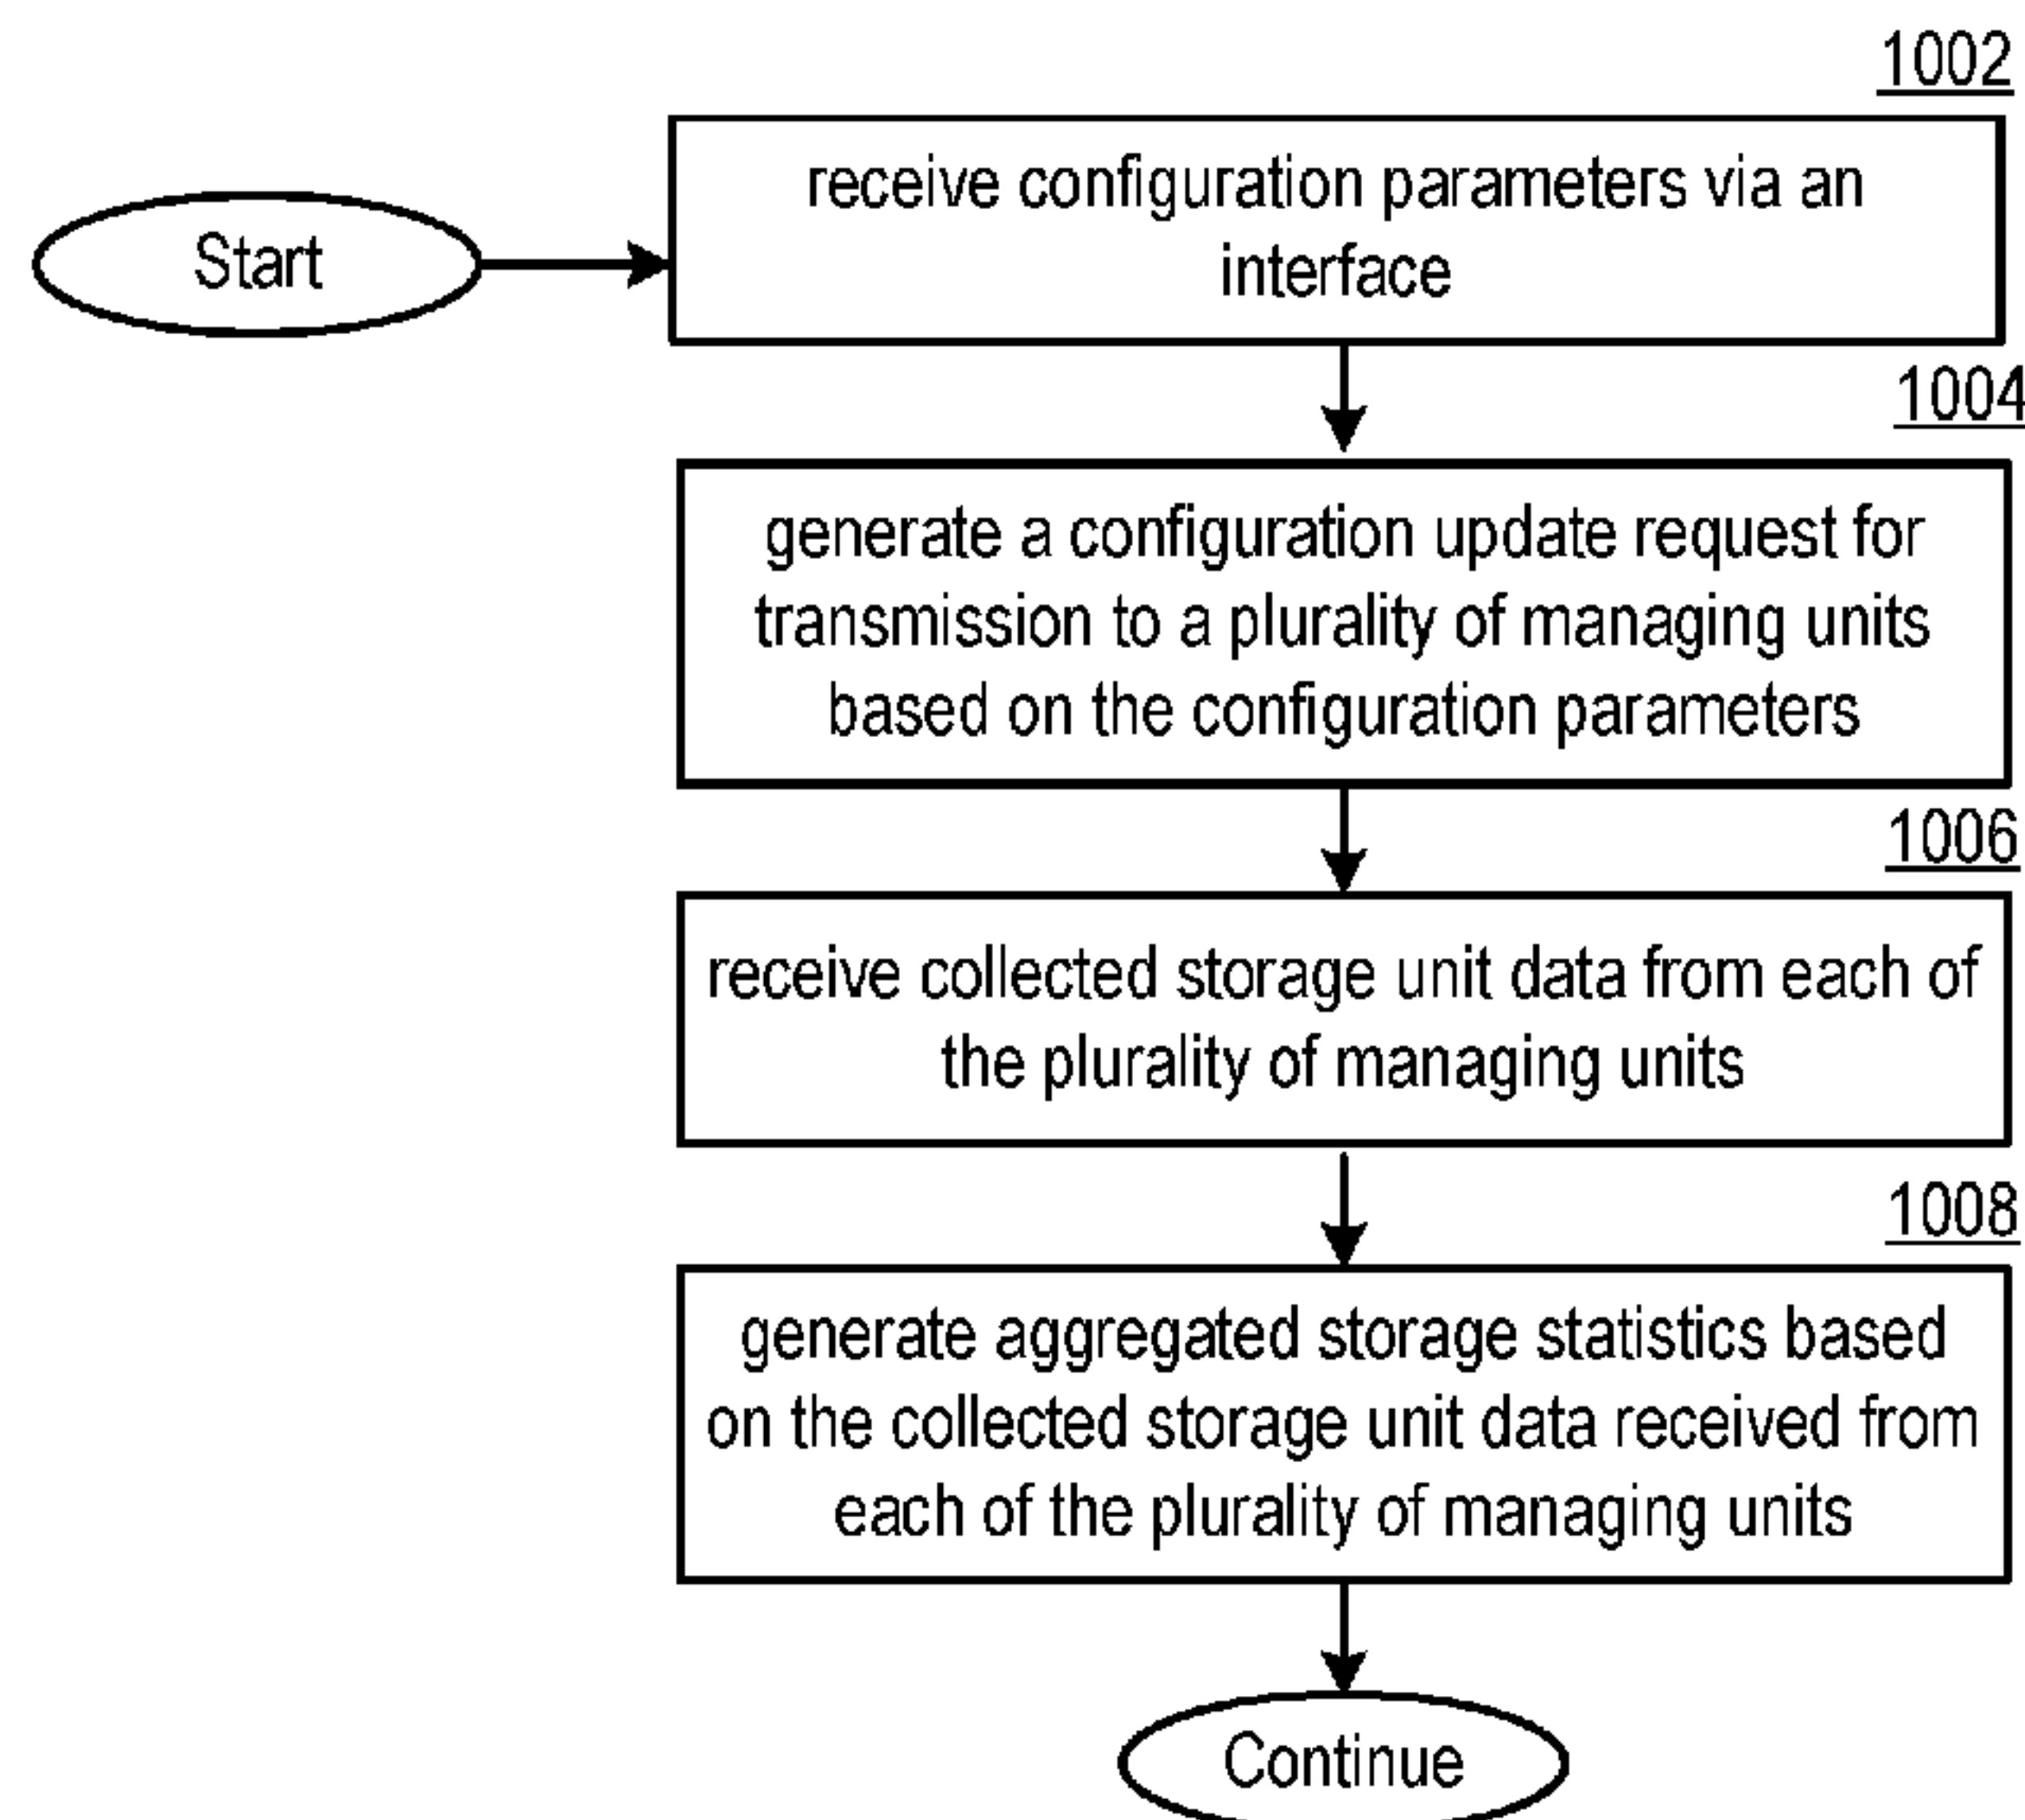 1002
receive configuration parameters via an
interface
Start
1004
generate a configuration update request for
transmission to a plurality of managing units
based on the configuration parameters
1006
receive collected storage unit data from each of
the plurality of managing units
1008
generate aggregated storage statistics based
on the collected storage unit data received from
each of the plurality of managing units
Continue